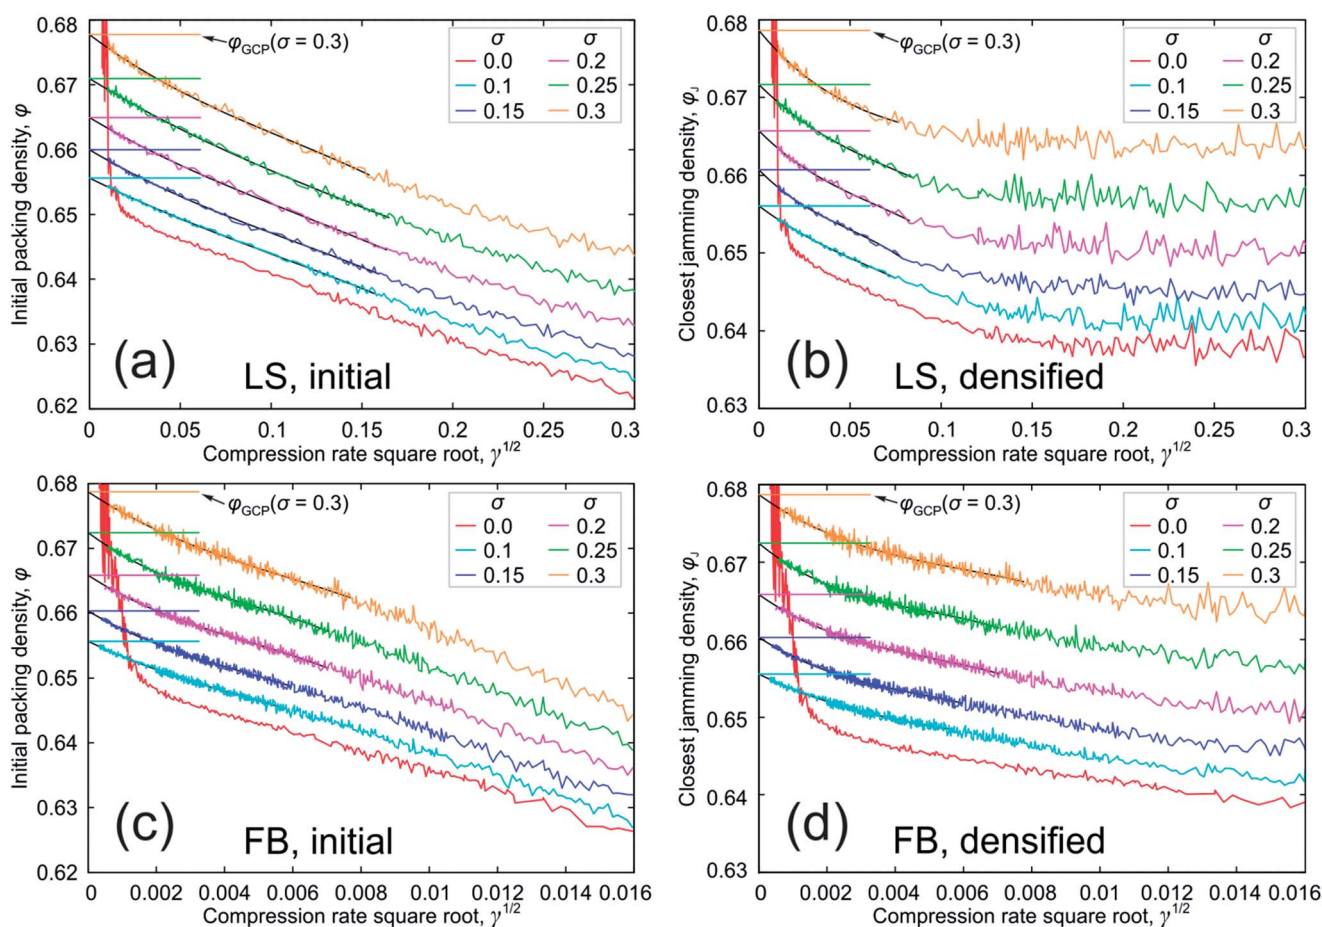 0.68
0.67
0.66
0.65
0.64
0.63
0.62
Initial packing density, φ
φGCP(σ = 0.3)
σ σ
0.0 0.2
0.1 0.25
0.15 0.3
(a)
LS, initial
0 0.05 0.1 0.15 0.2 0.25 0.3
Compression rate square root, γ1/2
0.68
0.67
0.66
0.65
0.64
0.63
Closest jamming density, φJ
φGCP(σ = 0.3)
σ σ
0.0 0.2
0.1 0.25
0.15 0.3
(b)
LS, densified
0 0.05 0.1 0.15 0.2 0.25 0.3
Compression rate square root, γ1/2
0.68
0.67
0.66
0.65
0.64
0.63
0.62
Initial packing density, φ
φGCP(σ = 0.3)
σ σ
0.0 0.2
0.1 0.25
0.15 0.3
(c)
FB, initial
0 0.002 0.004 0.006 0.008 0.01 0.012 0.014 0.016
Compression rate square root, γ1/2
0.68
0.67
0.66
0.65
0.64
0.63
Closest jamming density, φJ
φGCP(σ = 0.3)
σ σ
0.0 0.2
0.1 0.25
0.15 0.3
(d)
FB, densified
0 0.002 0.004 0.006 0.008 0.01 0.012 0.014 0.016
Compression rate square root, γ1/2